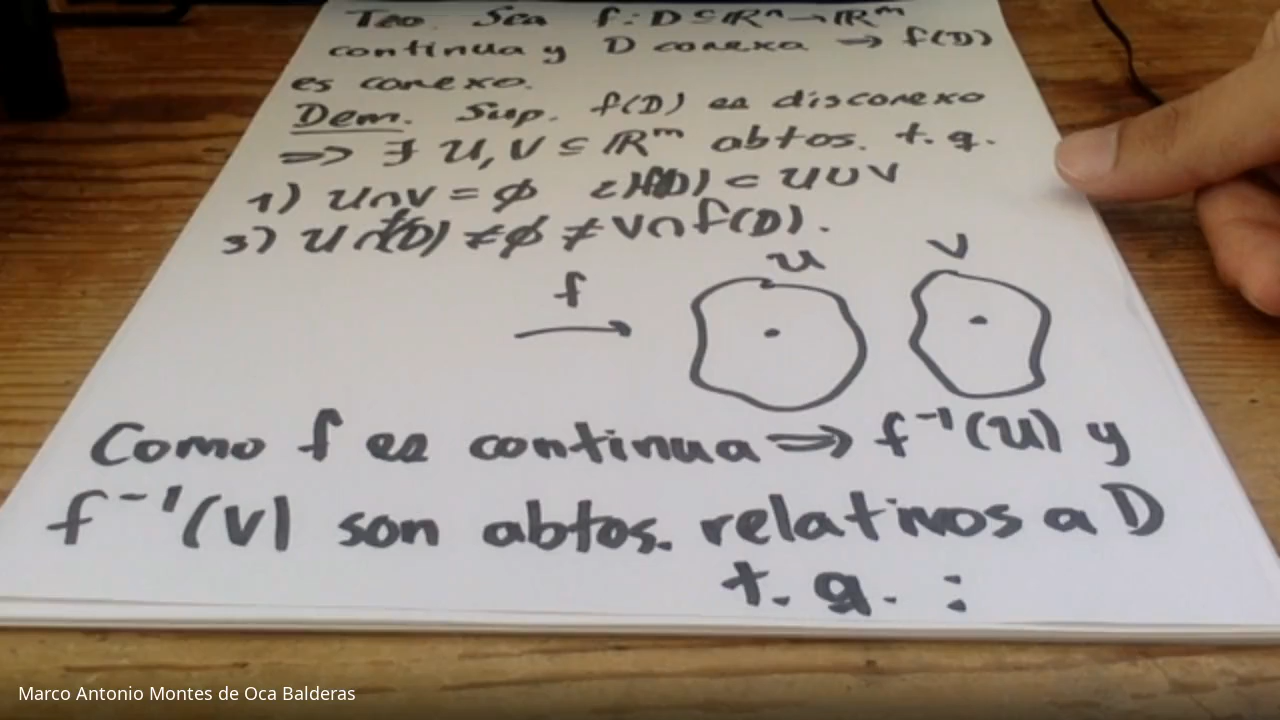 Teo. Sea f: D ⊆ ℝⁿ → ℝᵐ
continua y D conexa ⇒ f(D)
es conexo.
Dem. Sup. f(D) es disconexo
⇒ ∃ U, V ⊆ ℝᵐ abtos. t. q.
1) U ∩ V = ∅ 2) f(D) ⊂ U ∪ V
3) U ∩ f(D) ≠ ∅ ≠ V ∩ f(D).
f U V
Como f es continua ⇒ f⁻¹(U) y
f⁻¹(V) son abtos. relativos a D
t. q. :
Marco Antonio Montes de Oca Balderas